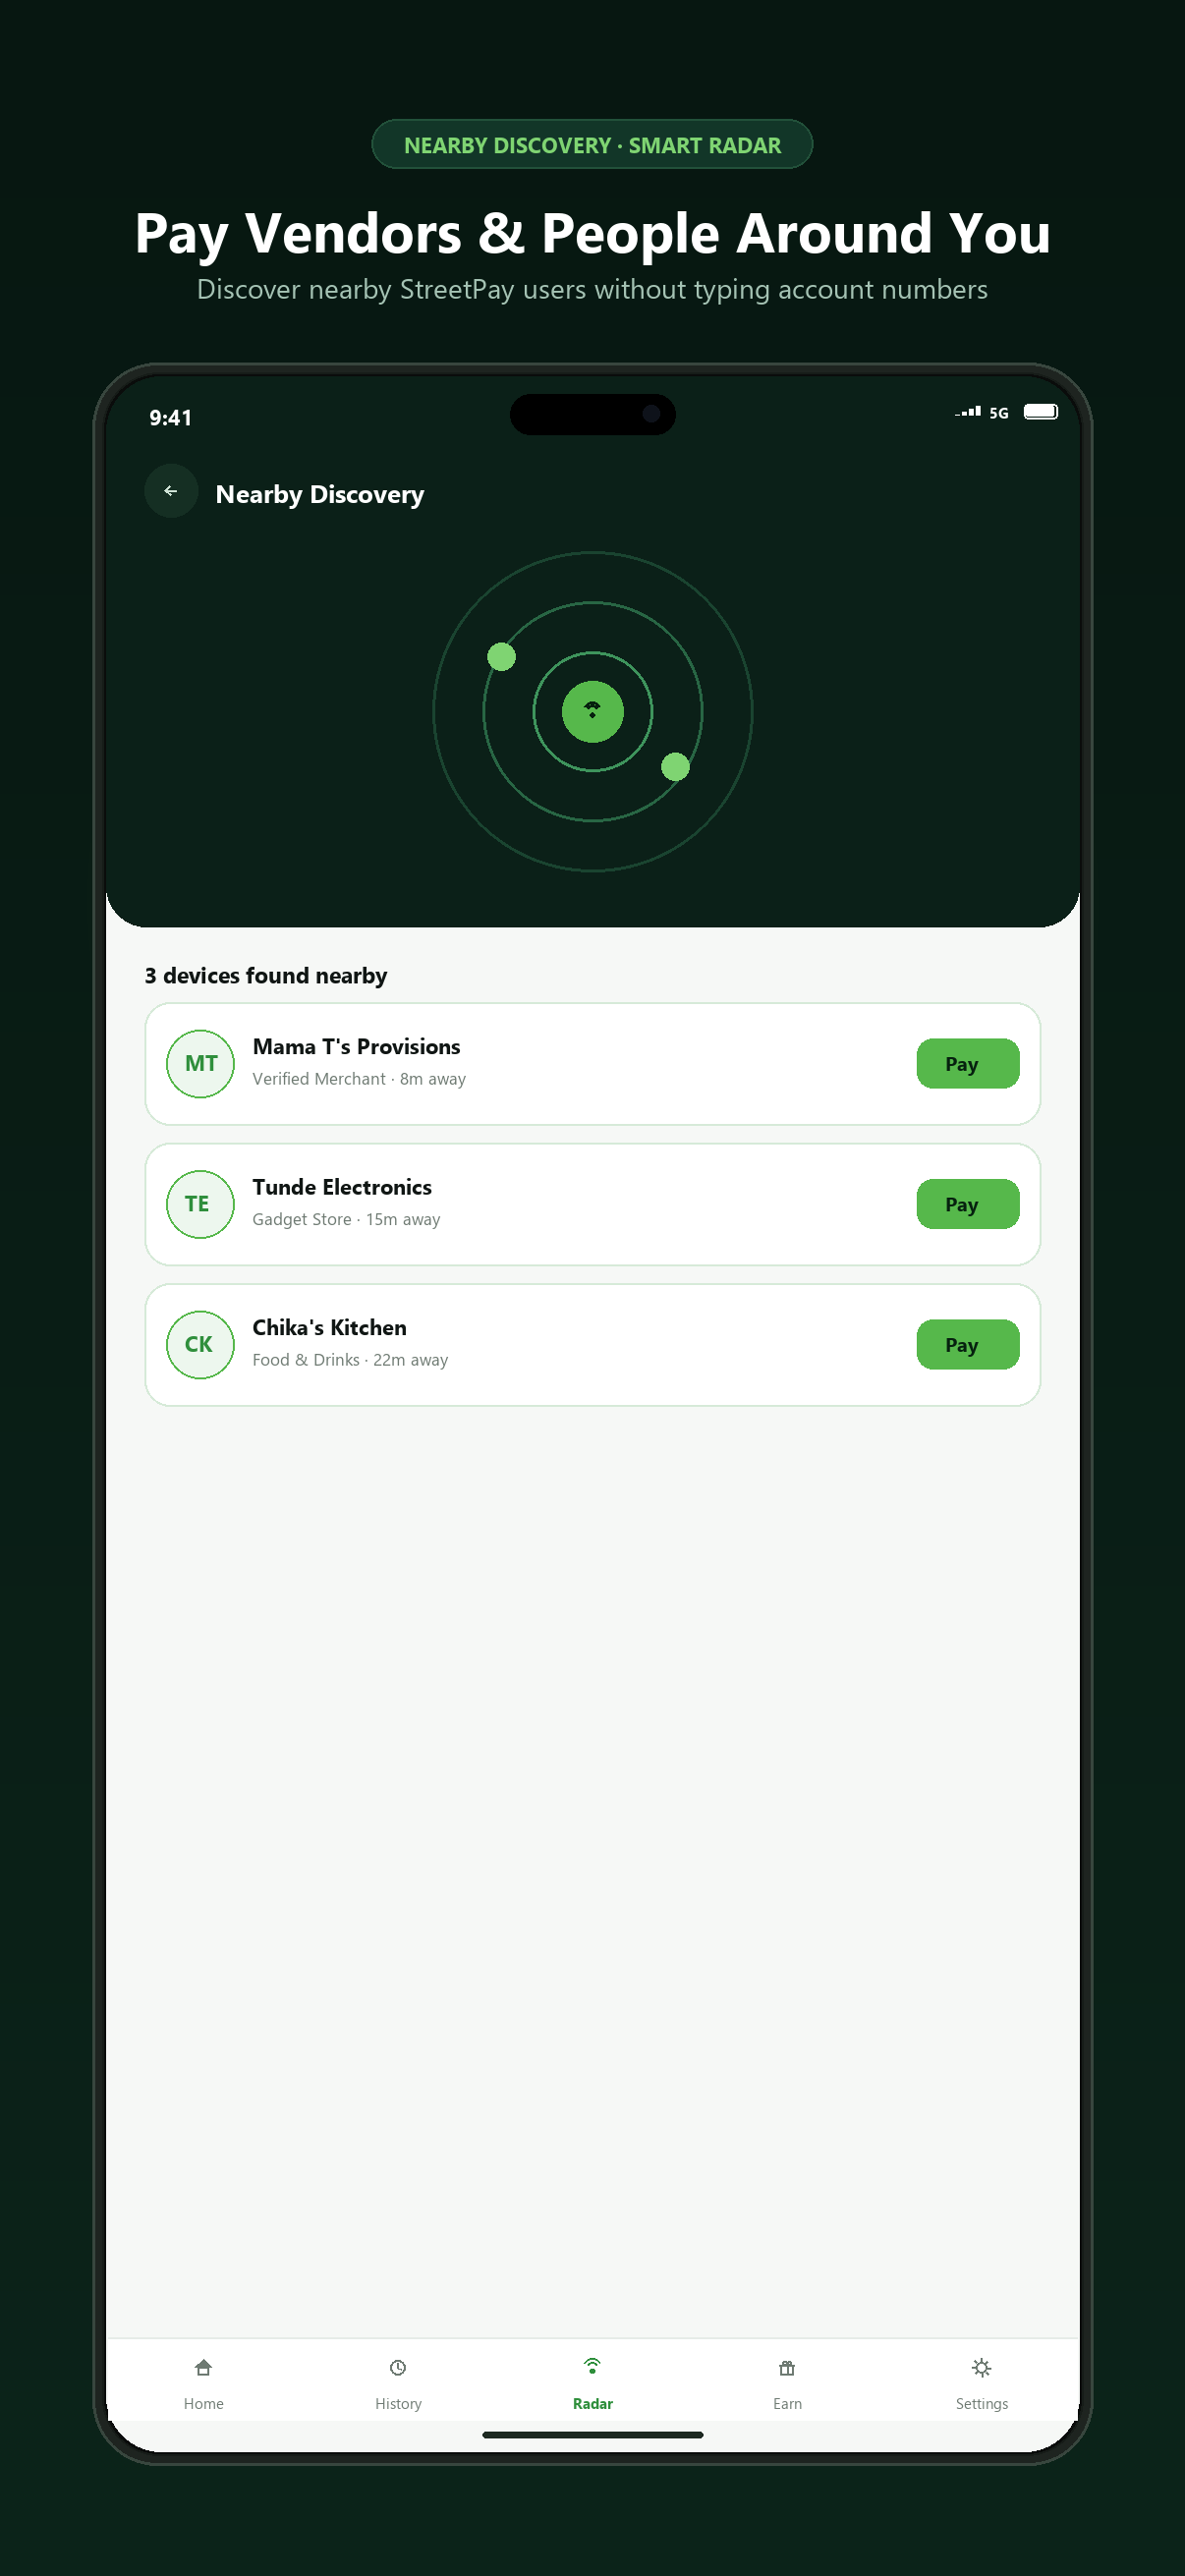 NEARBY DISCOVERY · SMART RADAR
Pay Vendors & People Around You
Discover nearby StreetPay users without typing account numbers
9:41
5G
Nearby Discovery
3 devices found nearby
MT
Mama T's Provisions
Verified Merchant · 8m away
Pay
TE
Tunde Electronics
Gadget Store · 15m away
Pay
CK
Chika's Kitchen
Food & Drinks · 22m away
Pay
Home
History
Radar
Earn
Settings